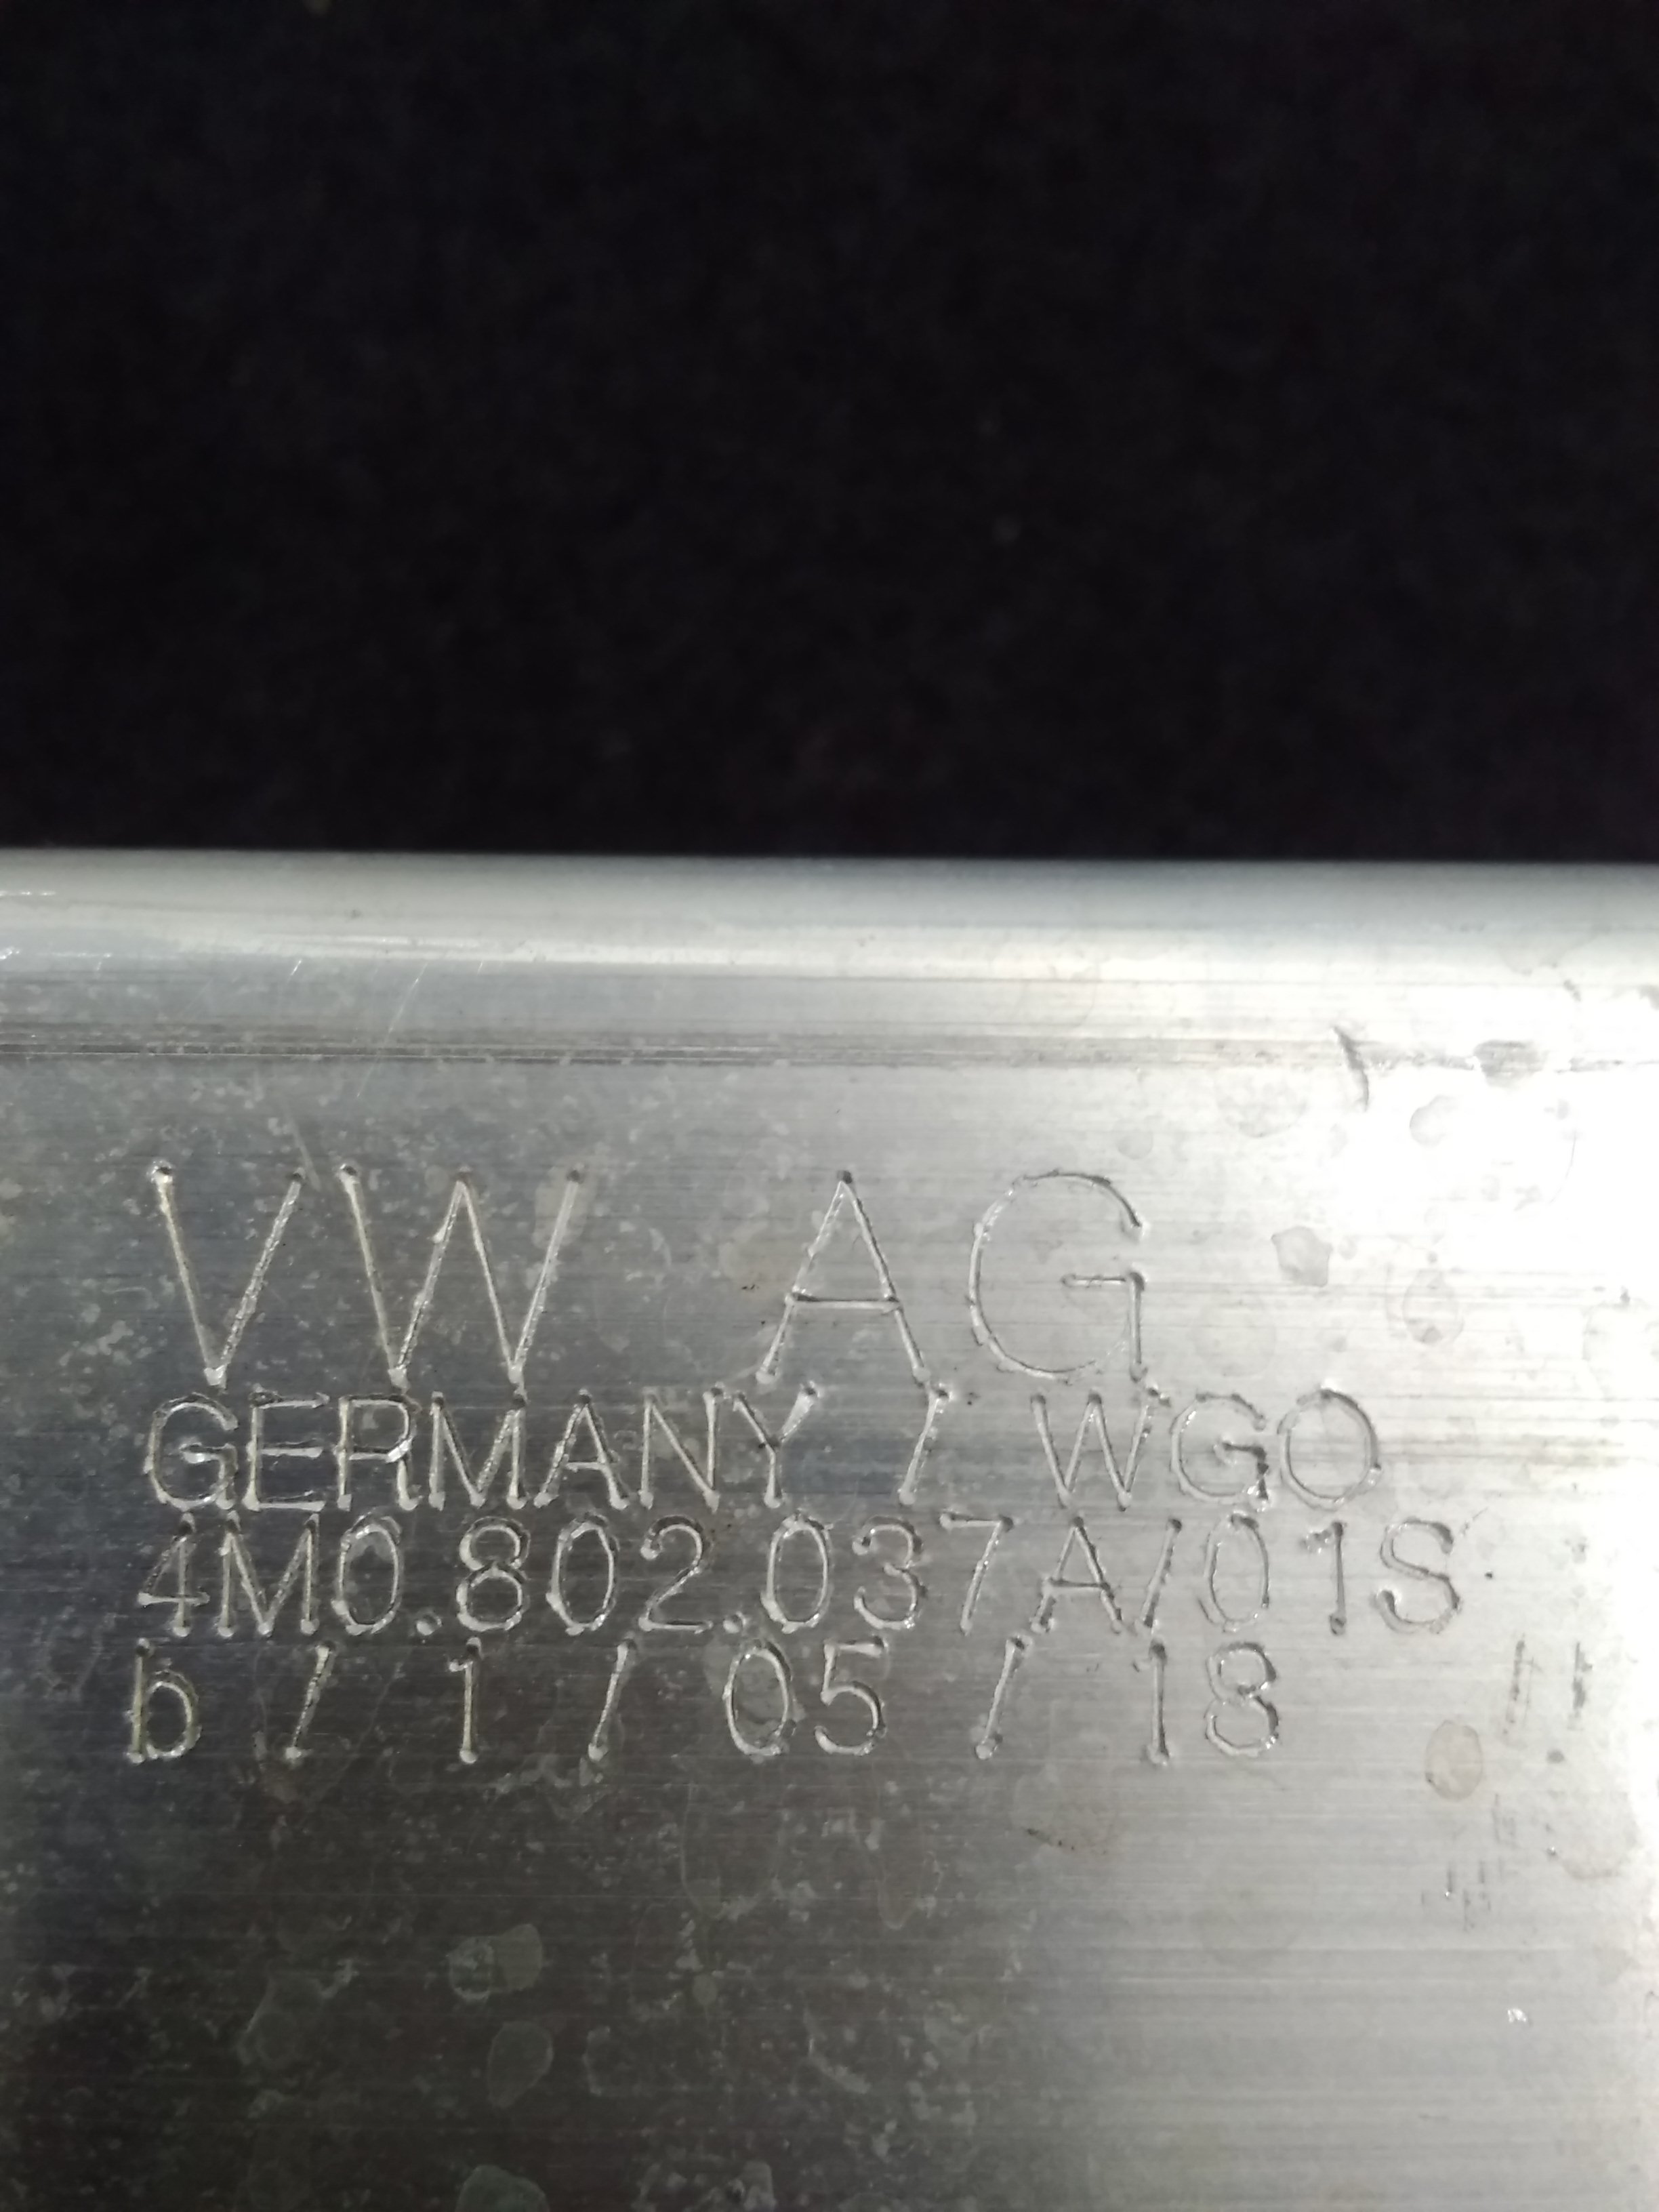 VW AG
GERMANY / WGO
4M0.802.037A/01S
b / 1 / 05 / 18